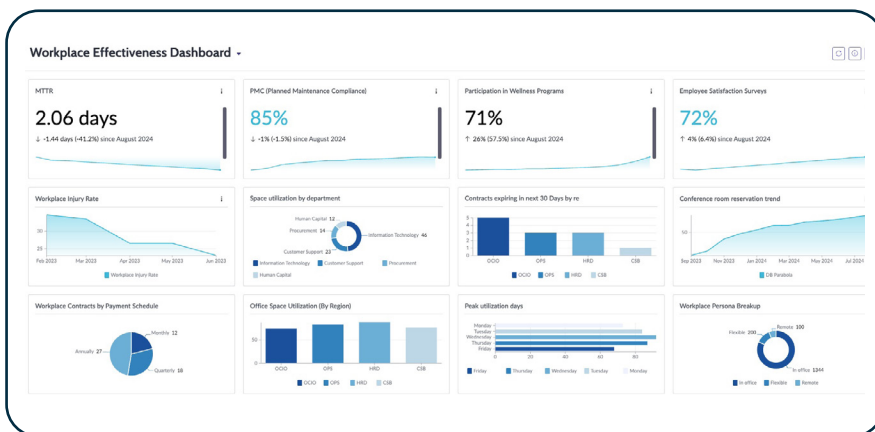 Workplace Effectiveness Dashboard
MTTR
2.06 days
↓ -1.44 days (-41.2%) since August 2024
PMC (Planned Maintenance Compliance)
85%
↓ -1% (-1.5%) since August 2024
Participation in Wellness Programs
71%
↑ 26% (57.5%) since August 2024
Employee Satisfaction Surveys
72%
↑ 4% (6.4%) since August 2024
Workplace Injury Rate
30
25
Feb 2023 Mar 2023 Apr 2023 May 2023 Jun 2023
Workplace Injury Rate
Space utilization by department
Human Capital 12
Procurement 14
Information Technology 46
Customer Support 23
Information Technology Customer Support Procurement
Human Capital
Contracts expiring in next 30 Days by re
5
4
3
2
1
0
OCIO OPS HRD CSB
OCIO OPS HRD CSB
Conference room reservation trend
50
Sep 2023 Nov 2023 Jan 2024 Mar 2024 May 2024 Jul 2024
DB Paraiola
Workplace Contracts by Payment Schedule
Monthly 12
Annually 27
Quarterly 18
Office Space Utilization (By Region)
50
0
OCIO OPS HRD CSB
OCIO OPS HRD CSB
Peak utilization days
Monday
Tuesday
Wednesday
Thursday
Friday
0 20 40 60 80
Friday Thursday Wednesday Tuesday Monday
Workplace Persona Breakup
Remote 100
Flexible 200
In office 1344
In office Flexible Remote